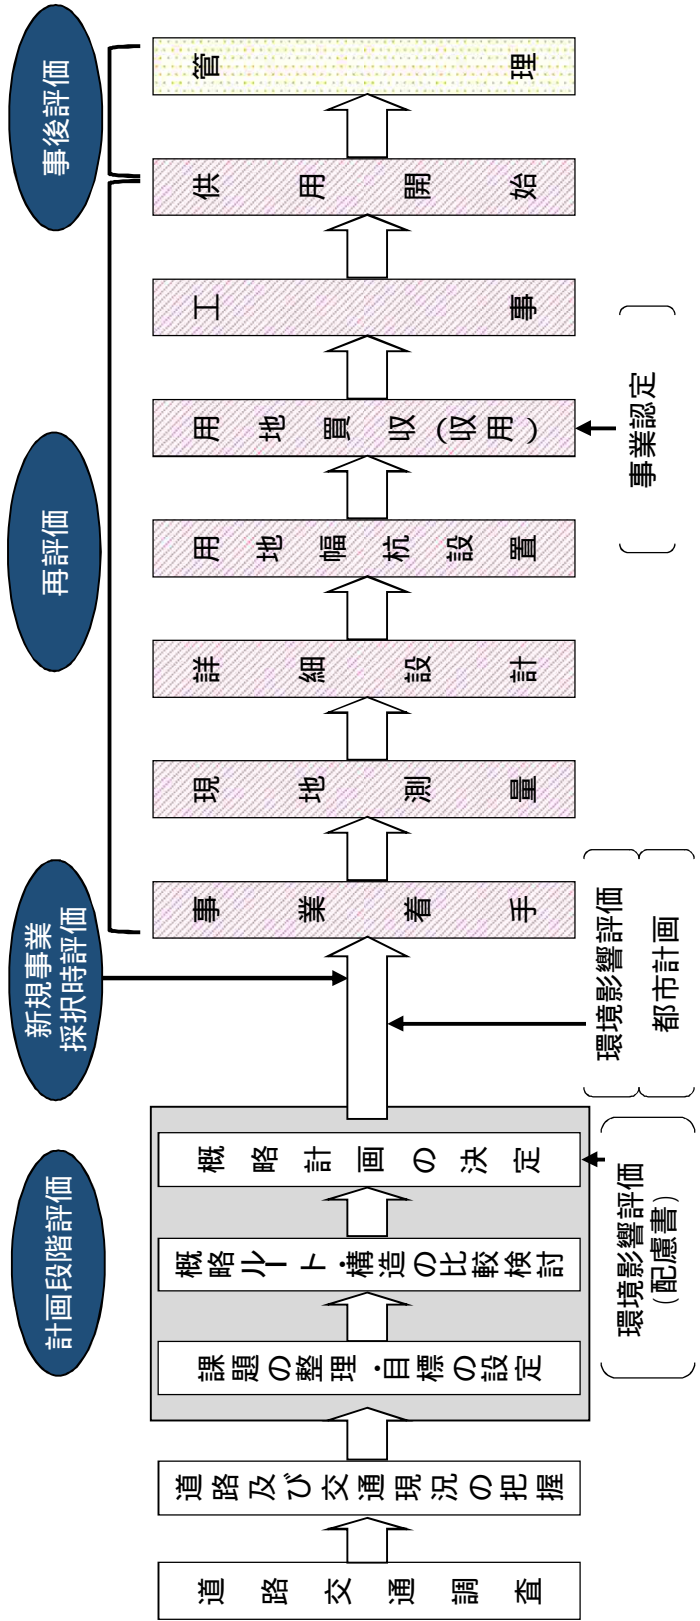 計画段階評価
新規事業
採択時評価
再評価
事後評価
道路交通調査
道路及び交通現況の把握
課題の整理・目標の設定
概略ルート・構造の比較検討
概略計画の決定
事業着手
現地測量
詳細設計
用地幅杭設置
用地買収(収用)
工事
供用開始
管理
環境影響評価
(配慮書)
環境影響評価
都市計画
事業認定